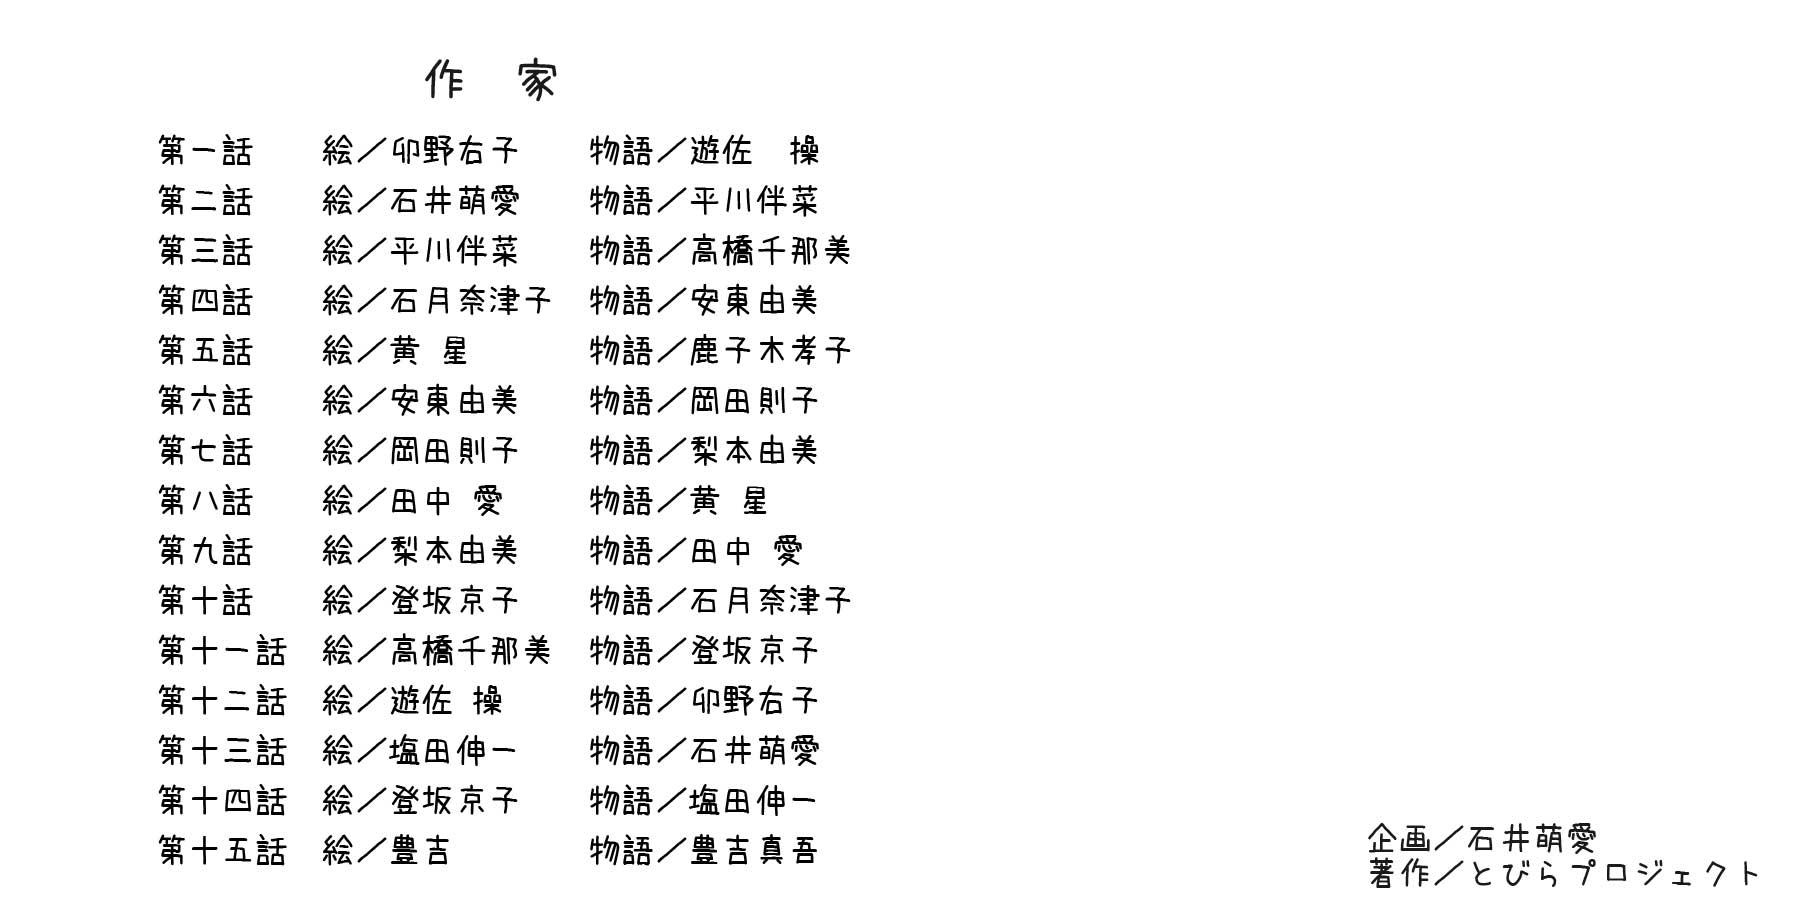 作　家
第一話　絵／卯野右子　物語／遊佐　操
第二話　絵／石井萌愛　物語／平川伴菜
第三話　絵／平川伴菜　物語／高橋千那美
第四話　絵／石月奈津子　物語／安東由美
第五話　絵／黄 星　物語／鹿子木孝子
第六話　絵／安東由美　物語／岡田則子
第七話　絵／岡田則子　物語／梨本由美
第八話　絵／田中 愛　物語／黄 星
第九話　絵／梨本由美　物語／田中 愛
第十話　絵／登坂京子　物語／石月奈津子
第十一話　絵／高橋千那美　物語／登坂京子
第十二話　絵／遊佐 操　物語／卯野右子
第十三話　絵／塩田伸一　物語／石井萌愛
第十四話　絵／登坂京子　物語／塩田伸一
第十五話　絵／豊吉　物語／豊吉真吾
企画／石井萌愛
著作／とびらプロジェクト